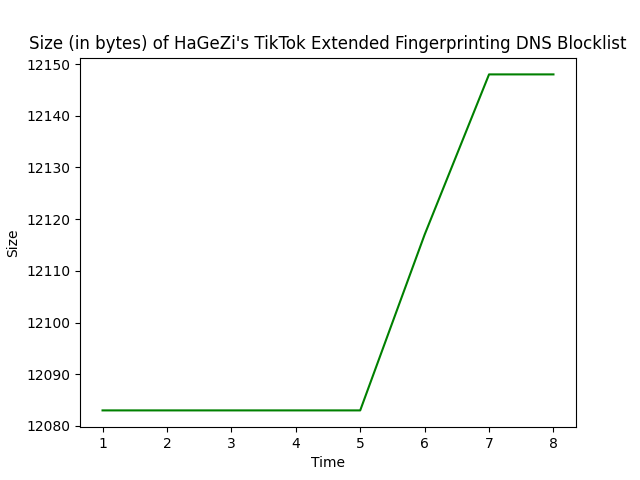 Size (in bytes) of HaGeZi's TikTok Extended Fingerprinting DNS Blocklist
12150
12140
12130
12120
12110
12100
12090
12080
Size
1 2 3 4 5 6 7 8
Time